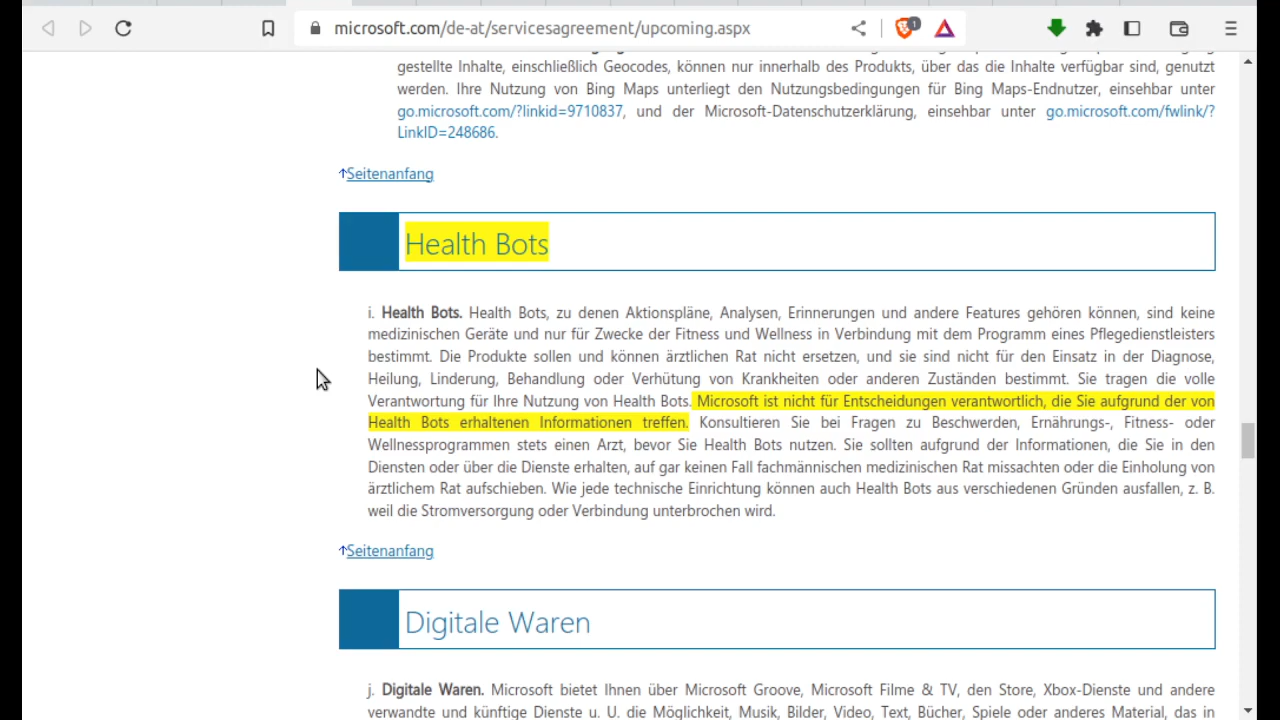 microsoft.com/de-at/servicesagreement/upcoming.aspx
1
gestellte Inhalte, einschließlich Geocodes, können nur innerhalb des Produkts, über das die Inhalte verfügbar sind, genutzt
werden. Ihre Nutzung von Bing Maps unterliegt den Nutzungsbedingungen für Bing Maps-Endnutzer, einsehbar unter
go.microsoft.com/?linkid=9710837, und der Microsoft-Datenschutzerklärung, einsehbar unter go.microsoft.com/fwlink/?
LinkID=248686.
↑Seitenanfang
Health Bots
i. Health Bots. Health Bots, zu denen Aktionspläne, Analysen, Erinnerungen und andere Features gehören können, sind keine
medizinischen Geräte und nur für Zwecke der Fitness und Wellness in Verbindung mit dem Programm eines Pflegedienstleisters
bestimmt. Die Produkte sollen und können ärztlichen Rat nicht ersetzen, und sie sind nicht für den Einsatz in der Diagnose,
Heilung, Linderung, Behandlung oder Verhütung von Krankheiten oder anderen Zuständen bestimmt. Sie tragen die volle
Verantwortung für Ihre Nutzung von Health Bots. Microsoft ist nicht für Entscheidungen verantwortlich, die Sie aufgrund der von
Health Bots erhaltenen Informationen treffen. Konsultieren Sie bei Fragen zu Beschwerden, Ernährungs-, Fitness- oder
Wellnessprogrammen stets einen Arzt, bevor Sie Health Bots nutzen. Sie sollten aufgrund der Informationen, die Sie in den
Diensten oder über die Dienste erhalten, auf gar keinen Fall fachmännischen medizinischen Rat missachten oder die Einholung von
ärztlichem Rat aufschieben. Wie jede technische Einrichtung können auch Health Bots aus verschiedenen Gründen ausfallen, z. B.
weil die Stromversorgung oder Verbindung unterbrochen wird.
↑Seitenanfang
Digitale Waren
j. Digitale Waren. Microsoft bietet Ihnen über Microsoft Groove, Microsoft Filme & TV, den Store, Xbox-Dienste und andere
verwandte und künftige Dienste u. U. die Möglichkeit, Musik, Bilder, Video, Text, Bücher, Spiele oder anderes Material, das in